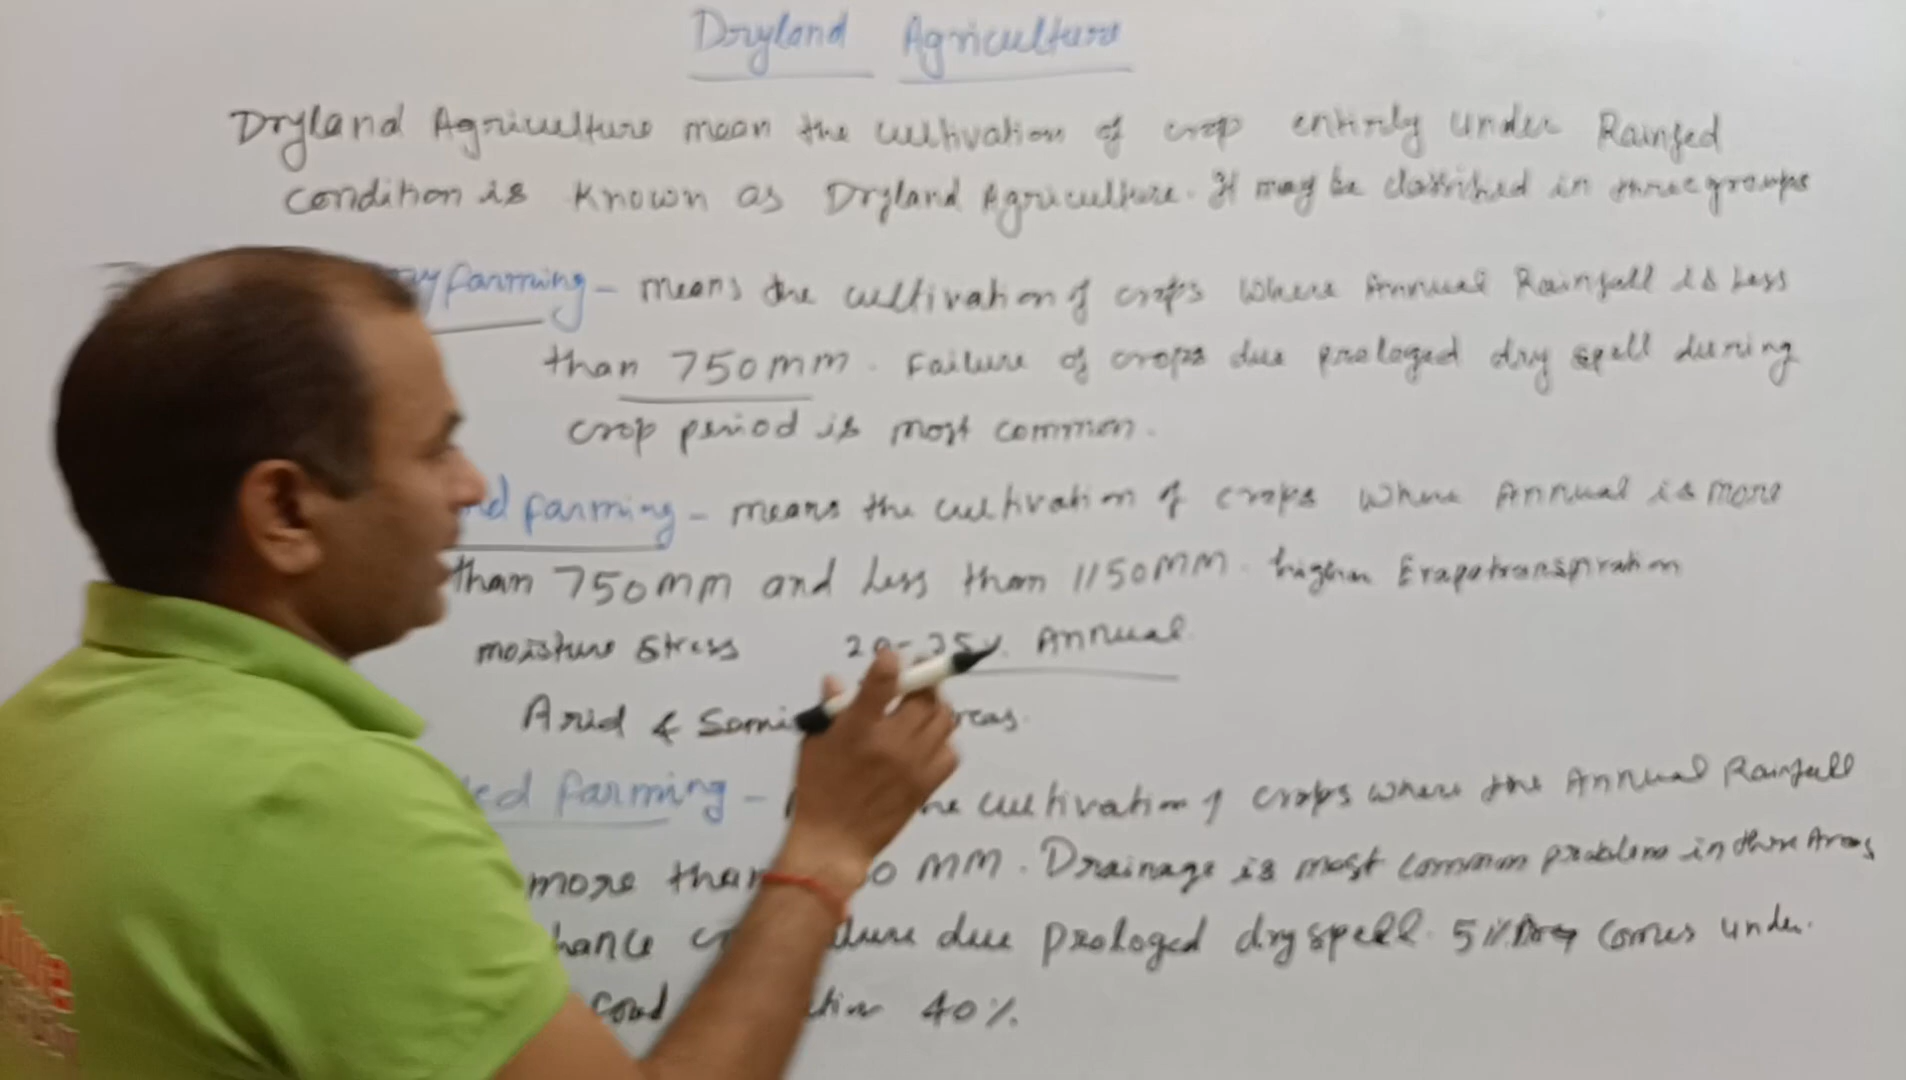 Dryland Agriculture
Dryland Agriculture mean the cultivation of crop entirely under Rainfed
condition is Known as Dryland Agriculture. It may be classified in three groups
farming - means the cultivation of crops where Annual Rainfall is Less
than 750mm. Failure of crops due prologed dry spell during
crop period is most common.
farming - means the cultivation of crops where Annual is more
than 750mm and Less than 1150MM. higher Evapotranspiration
moisture stress Annual
Arid &
farming - cultivation of crops where the Annual Rainfall
more than MM. Drainage is most common problem in there Areas
due prologed dry spell. 5% comes under.
40%.